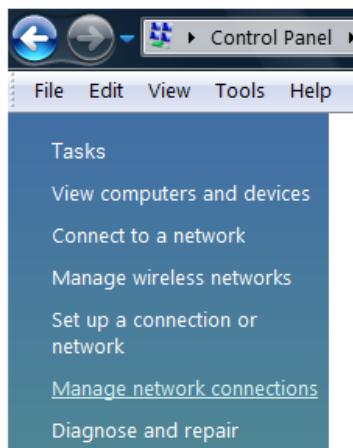 Control Panel
File Edit View Tools Help
Tasks
View computers and devices
Connect to a network
Manage wireless networks
Set up a connection or
network
Manage network connections
Diagnose and repair